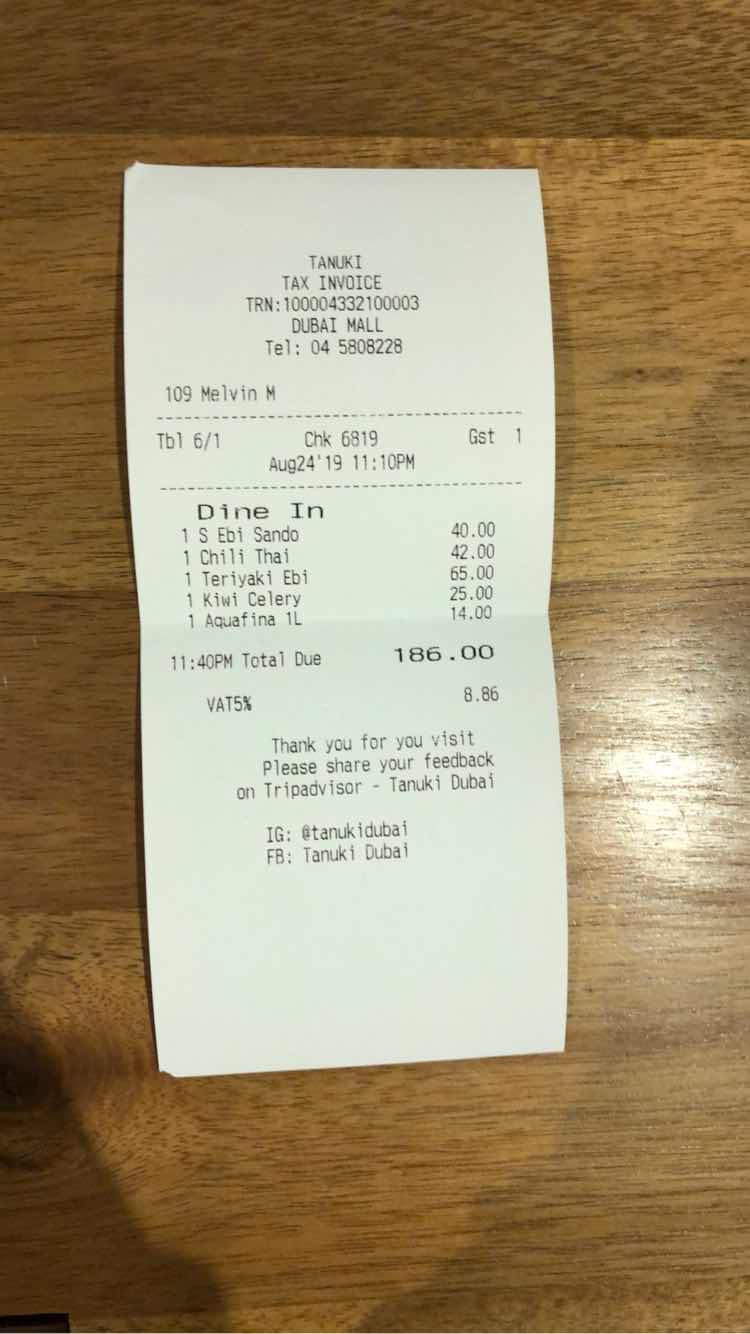 TANUKI
TAX INVOICE
TRN:100004332100003
DUBAI MALL
Tel: 04 5808228
109 Melvin M
Tbl 6/1 Chk 6819 Gst 1
Aug24'19 11:10PM
Dine In
1 S Ebi Sando 40.00
1 Chili Thai 42.00
1 Teriyaki Ebi 65.00
1 Kiwi Celery 25.00
1 Aquafina 1L 14.00
11:40PM Total Due 186.00
VAT5% 8.86
Thank you for you visit
Please share your feedback
on Tripadvisor - Tanuki Dubai
IG: @tanukidubai
FB: Tanuki Dubai